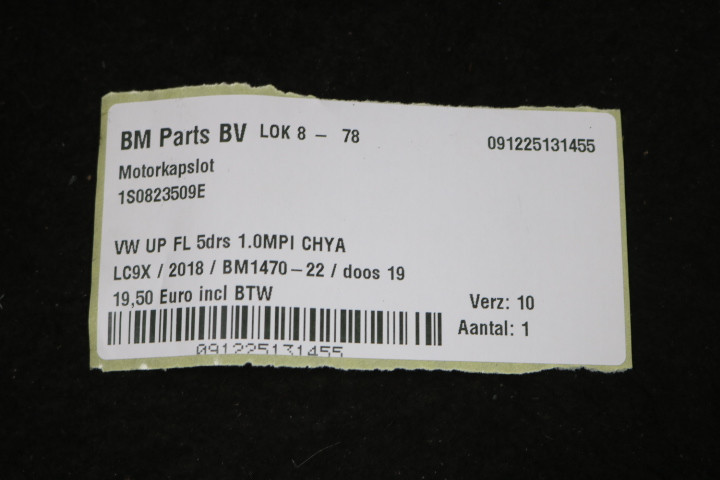 BM Parts BV LOK 8 - 78 091225131455
Motorkapslot
1S0823509E
VW UP FL 5drs 1.0MPI CHYA
LC9X / 2018 / BM1470-22 / doos 19
19,50 Euro incl BTW Verz: 10
Aantal: 1
091225131455